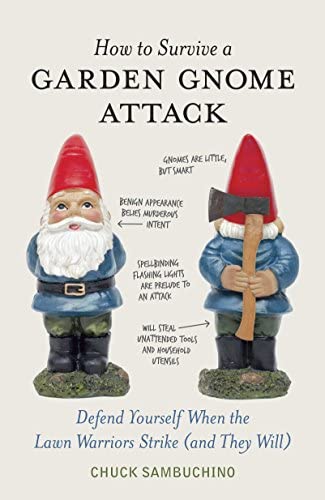 How to Survive a
GARDEN GNOME
ATTACK
GNOMES ARE LITTLE,
BUT SMART
BENIGN APPEARANCE
BELIES MURDEROUS
INTENT
SPELLBINDING
FLASHING LIGHTS
ARE PRELUDE TO
AN ATTACK
WILL STEAL
UNATTENDED TOOLS
AND HOUSEHOLD
UTENSILS
Defend Yourself When the
Lawn Warriors Strike (and They Will)
CHUCK SAMBUCHINO